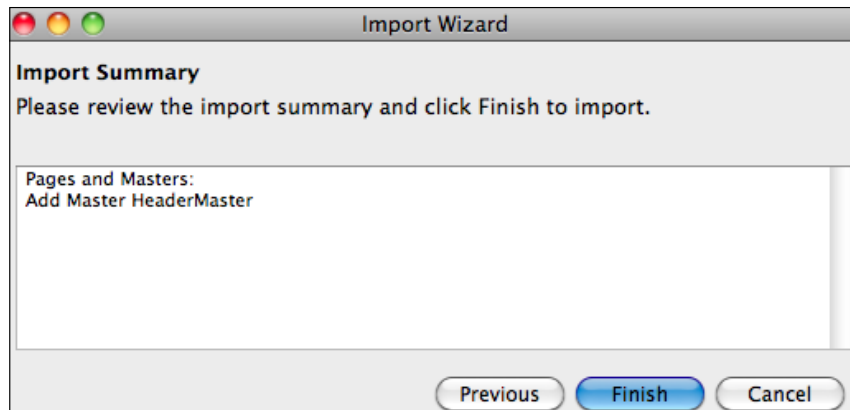 Import Wizard
Import Summary
Please review the import summary and click Finish to import.
Pages and Masters:
Add Master HeaderMaster
Previous
Finish
Cancel